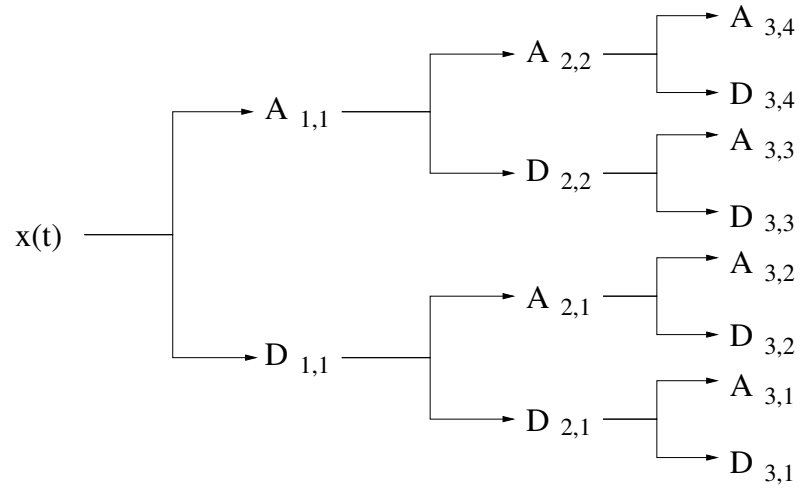 A 3,4
A 2,2
D 3,4
A 1,1
A 3,3
D 2,2
D 3,3
x(t)
A 3,2
A 2,1
D 3,2
D 1,1
A 3,1
D 2,1
D 3,1